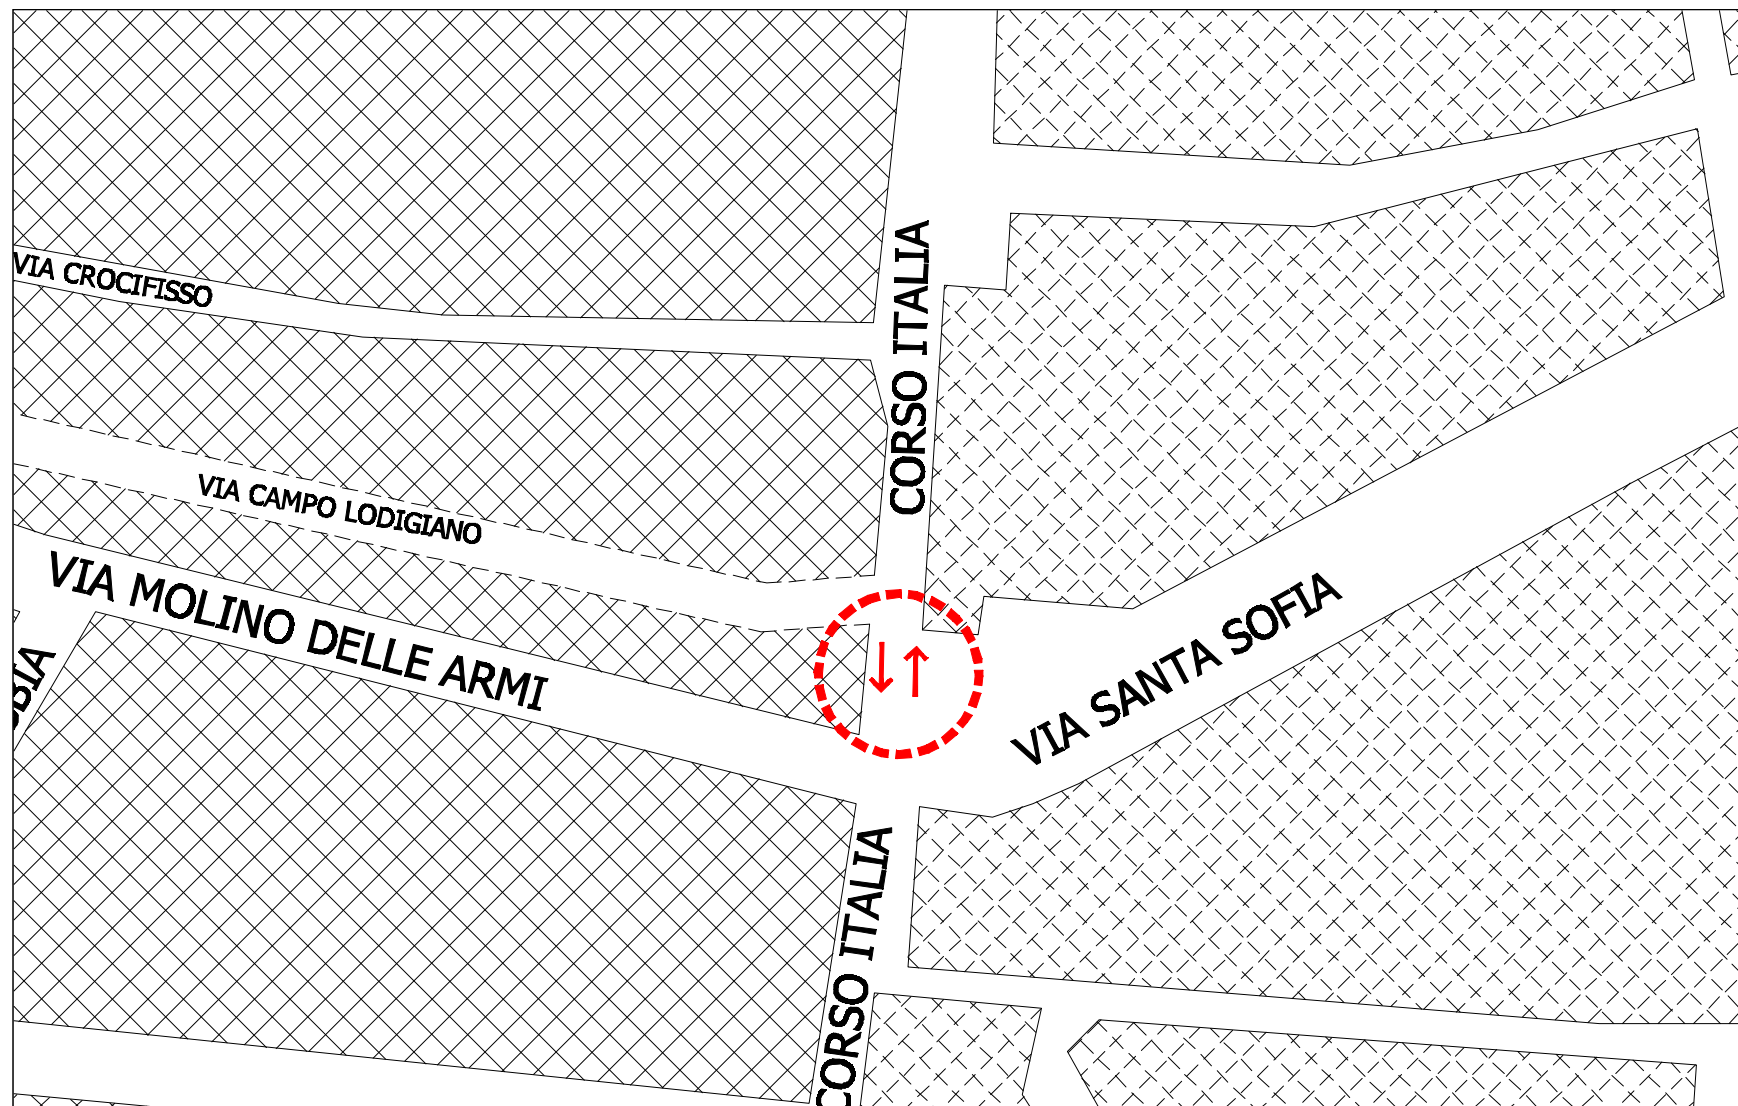 CORSO ITALIA
VIA CROCIFISSO
VIA CAMPO LODIGIANO
VIA MOLINO DELLE ARMI
VIA SANTA SOFIA
CORSO ITALIA